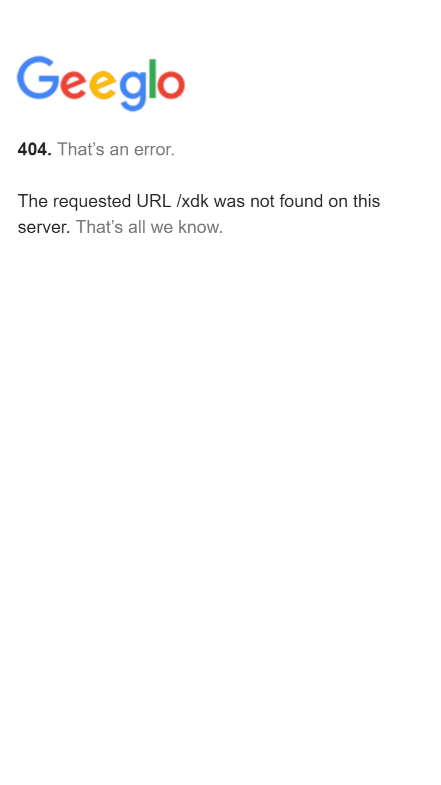 Geeglo
404. That’s an error.
The requested URL /xdk was not found on this
server. That’s all we know.